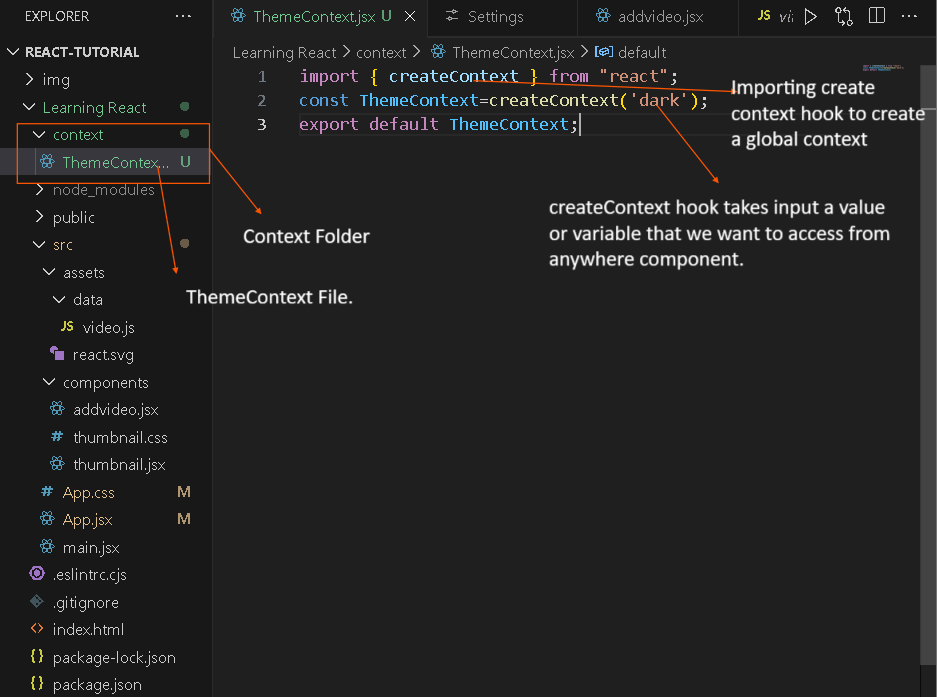 EXPLORER
ThemeContext.jsx U
Settings
addvideo.jsx
JS vi
REACT-TUTORIAL
Learning React > context > ThemeContext.jsx > default
img
Learning React
context
ThemeContex... U
node_modules
public
src
assets
data
JS video.js
react.svg
components
addvideo.jsx
# thumbnail.css
thumbnail.jsx
# App.css M
App.jsx M
main.jsx
.eslintrc.cjs
.gitignore
<> index.html
{} package-lock.json
{} package.json
1 import { createContext } from "react";
2 const ThemeContext=createContext('dark');
3 export default ThemeContext;
Importing create
context hook to create
a global context
createContext hook takes input a value
or variable that we want to access from
anywhere component.
Context Folder
ThemeContext File.